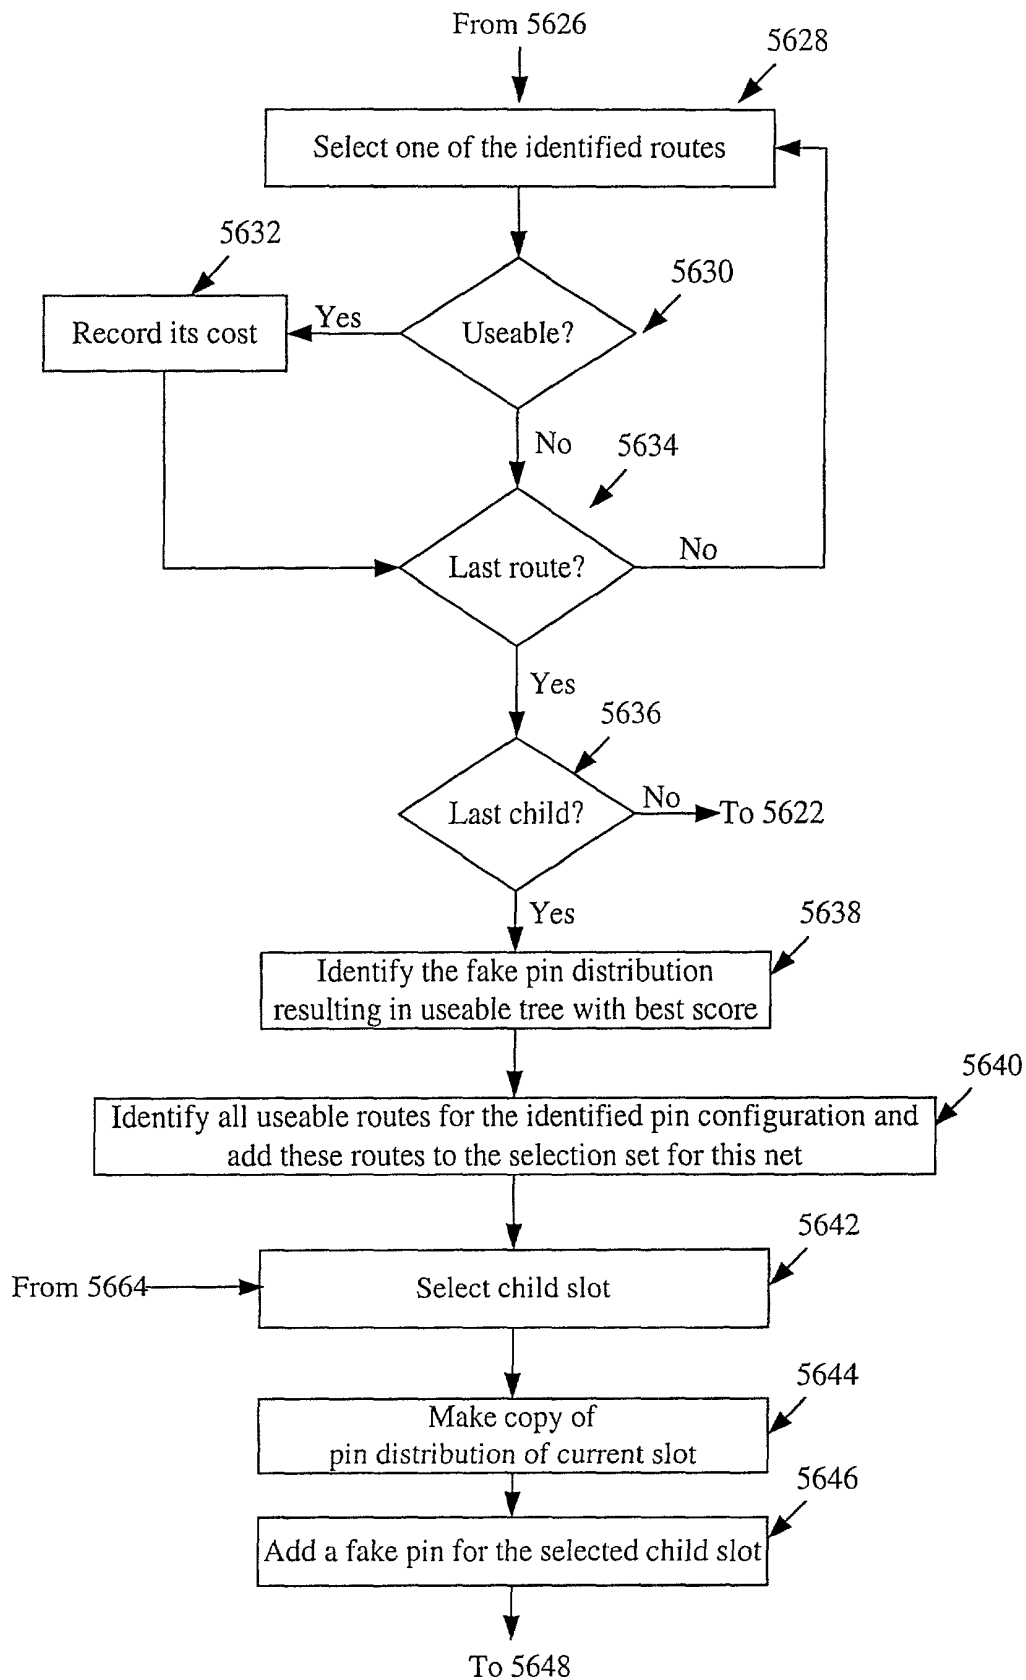 From 5626
5628
Select one of the identified routes
5632
5630
Record its cost
Yes
Useable?
No
5634
Last route?
No
Yes
5636
Last child?
No
To 5622
Yes
5638
Identify the fake pin distribution
resulting in useable tree with best score
5640
Identify all useable routes for the identified pin configuration and
add these routes to the selection set for this net
5642
From 5664
Select child slot
5644
Make copy of
pin distribution of current slot
5646
Add a fake pin for the selected child slot
To 5648